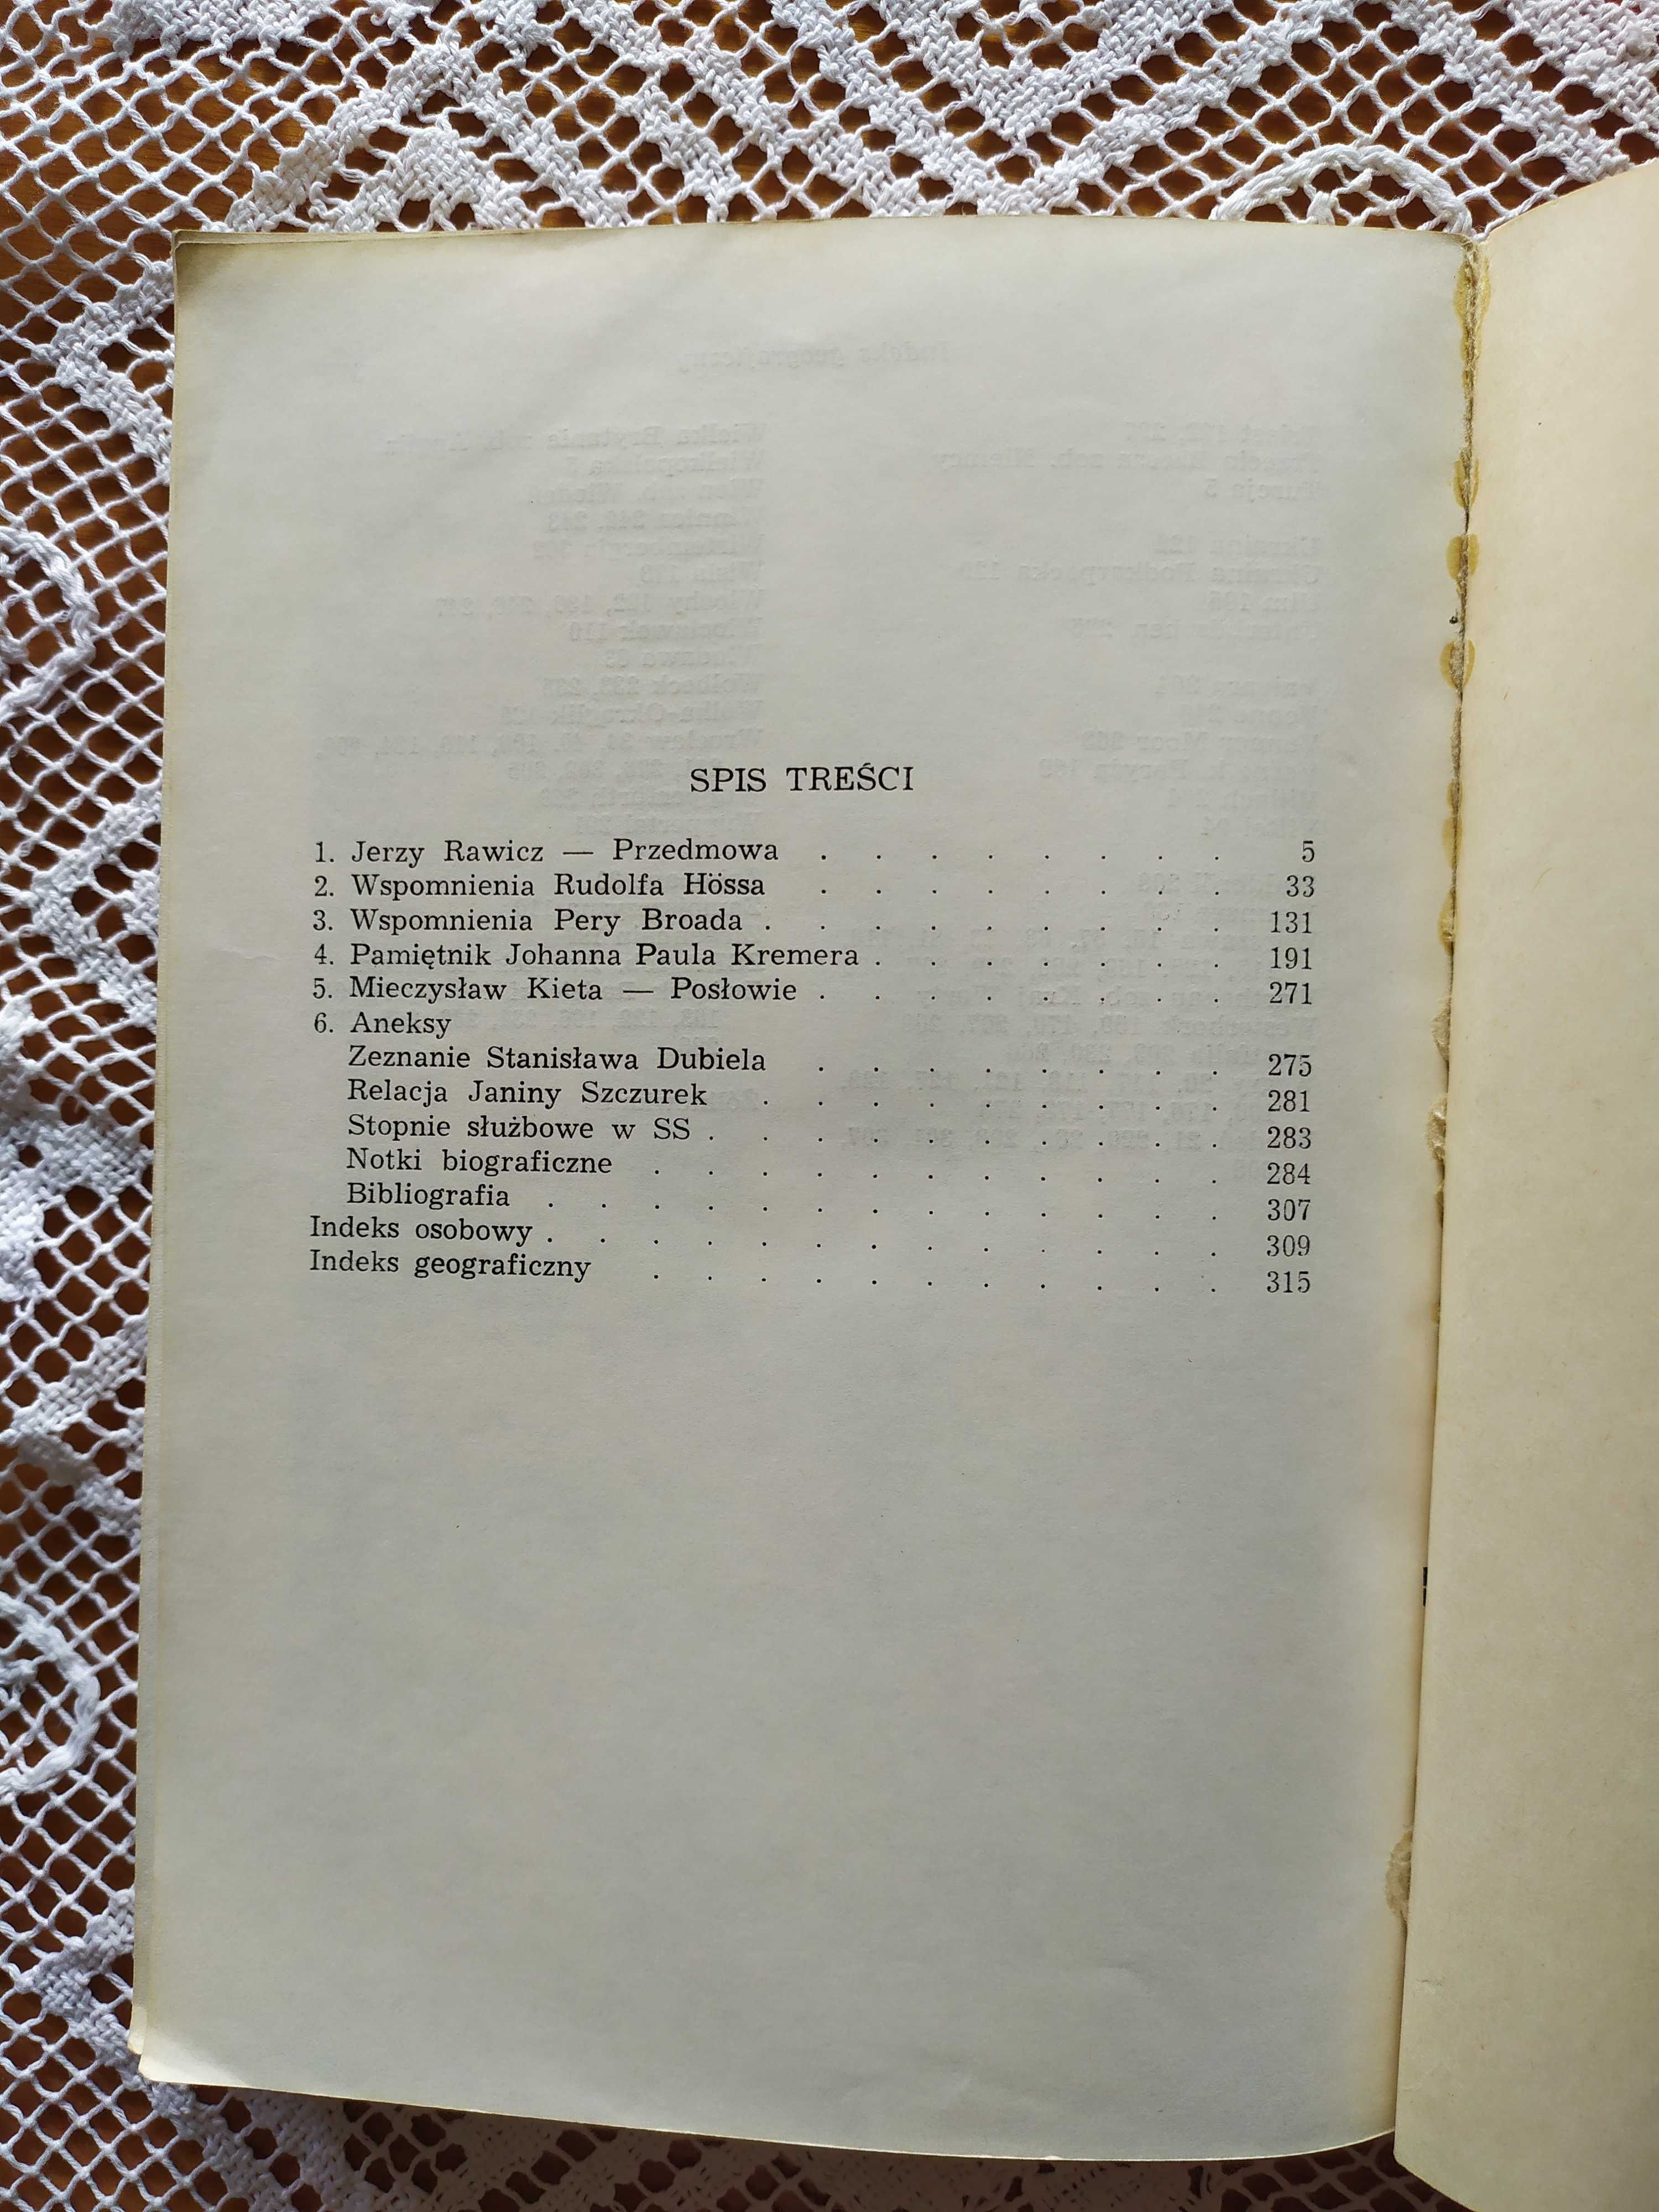 SPIS TREŚCI
1. Jerzy Rawicz — Przedmowa . . . . . . . . 5
2. Wspomnienia Rudolfa Hössa . . . . . . . . 33
3. Wspomnienia Pery Broada . . . . . . . . . 131
4. Pamiętnik Johanna Paula Kremera . . . . . . . 191
5. Mieczysław Kieta — Posłowie . . . . . . . . 271
6. Aneksy
Zeznanie Stanisława Dubiela . . . . . . . . 275
Relacja Janiny Szczurek . . . . . . . . . 281
Stopnie służbowe w SS . . . . . . . . . . 283
Notki biograficzne . . . . . . . . . . . 284
Bibliografia . . . . . . . . . . . . . 307
Indeks osobowy . . . . . . . . . . . . . 309
Indeks geograficzny . . . . . . . . . . . 315